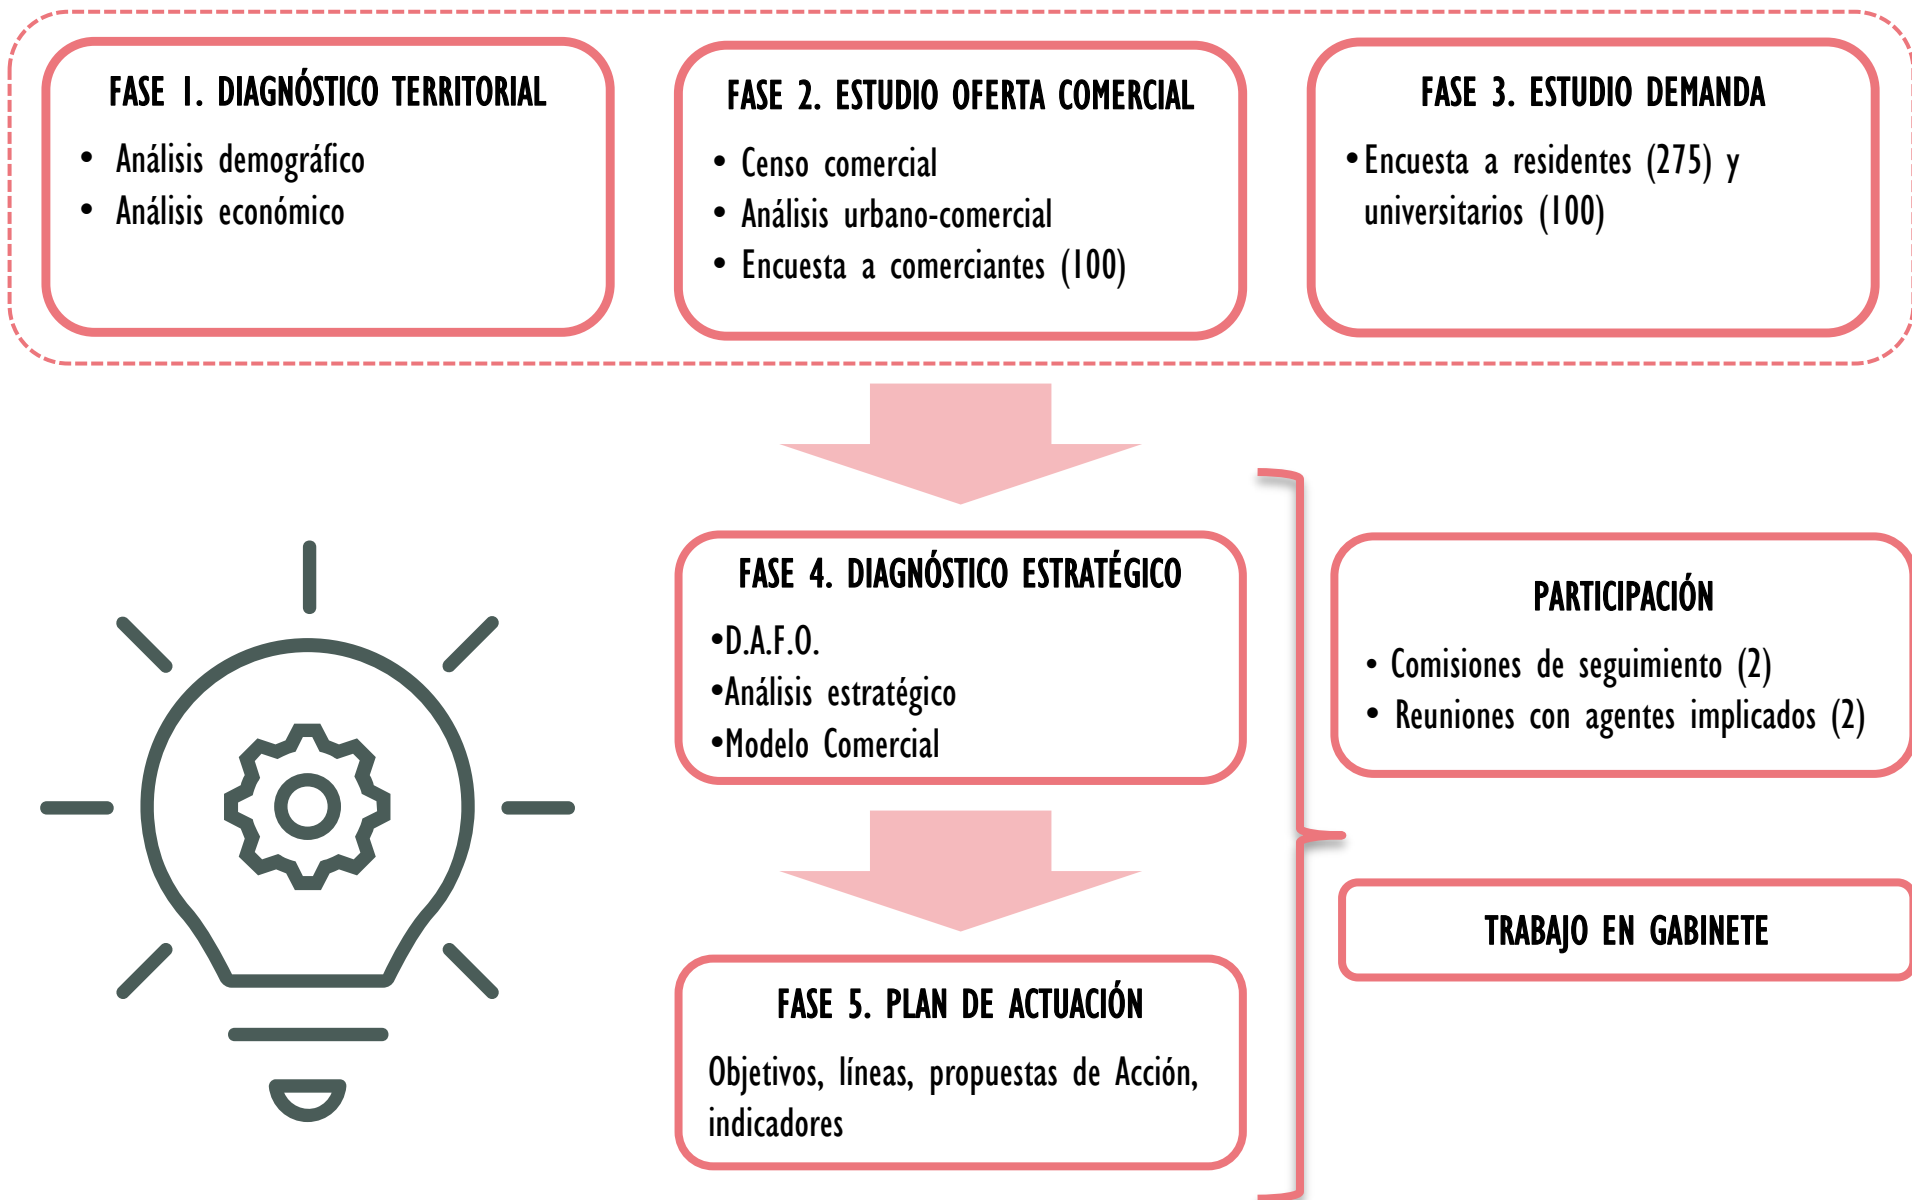 FASE 1. DIAGNÓSTICO TERRITORIAL
• Análisis demográfico
• Análisis económico
FASE 2. ESTUDIO OFERTA COMERCIAL
• Censo comercial
• Análisis urbano-comercial
• Encuesta a comerciantes (100)
FASE 3. ESTUDIO DEMANDA
• Encuesta a residentes (275) y
universitarios (100)
FASE 4. DIAGNÓSTICO ESTRATÉGICO
• D.A.F.O.
• Análisis estratégico
• Modelo Comercial
PARTICIPACIÓN
• Comisiones de seguimiento (2)
• Reuniones con agentes implicados (2)
TRABAJO EN GABINETE
FASE 5. PLAN DE ACTUACIÓN
Objetivos, líneas, propuestas de Acción,
indicadores